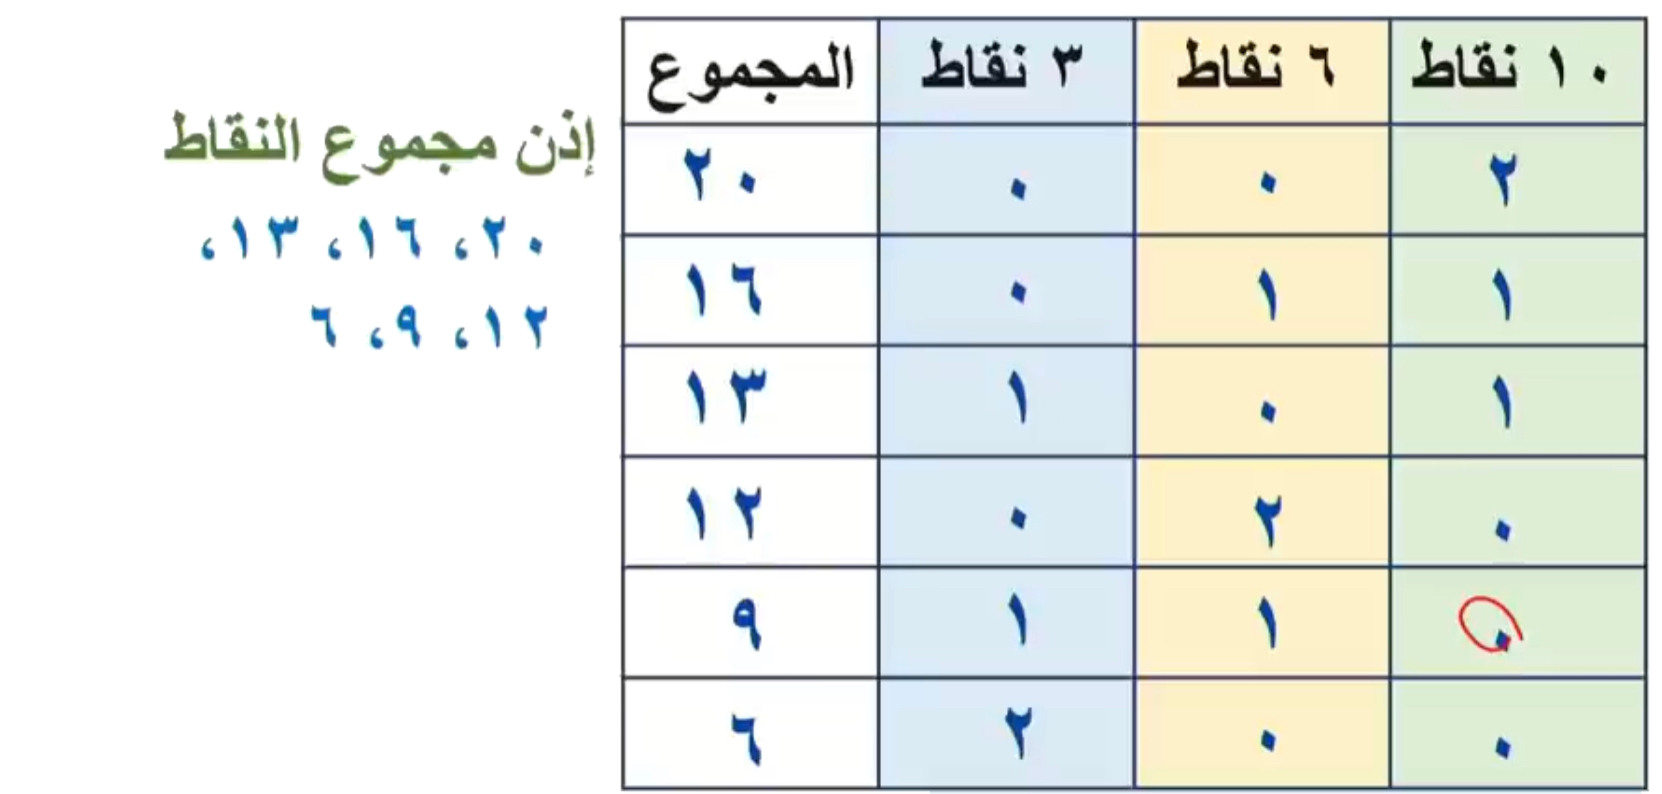 ١٠ نقاط ٦ نقاط ٣ نقاط المجموع
٢ ٠ ٠ ٢٠
١ ١ ٠ ١٦
١ ٠ ١ ١٣
٠ ٢ ٠ ١٢
٠ ١ ١ ٩
٠ ٠ ٢ ٦
إذن مجموع النقاط
٢٠، ١٦، ١٣،
١٢، ٩، ٦